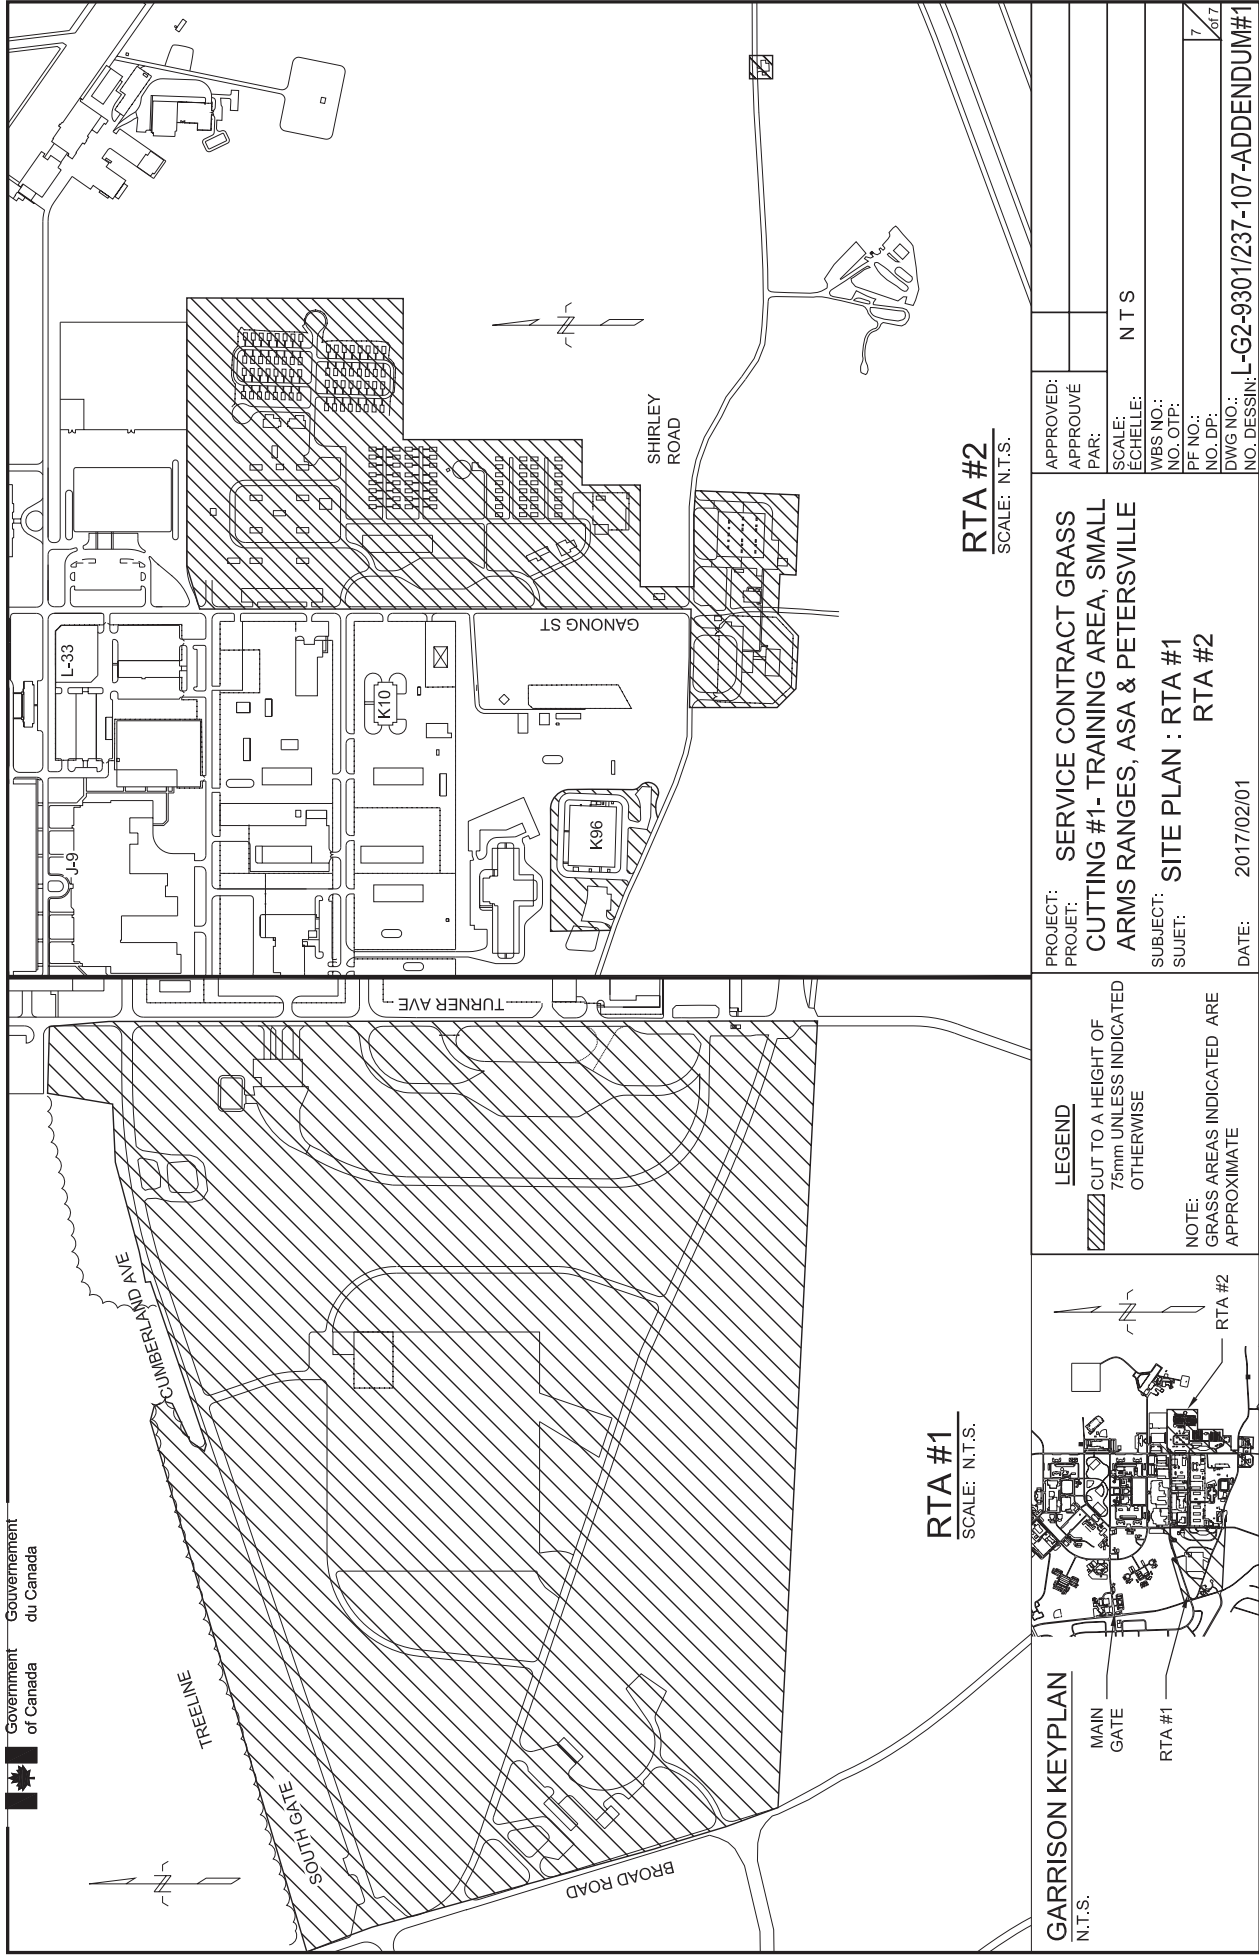 Government Gouvernement
of Canada du Canada
TREELINE
SOUTH GATE
CUMBERLAND AVE
TURNER AVE
BROAD ROAD
N
RTA #1
SCALE: N.T.S.
J-9
L-33
K10
K96
GANONG ST
SHIRLEY
ROAD
N
RTA #2
SCALE: N.T.S.
GARRISON KEYPLAN
N.T.S.
MAIN
GATE
RTA #1
RTA #2
N
LEGEND
CUT TO A HEIGHT OF
75mm UNLESS INDICATED
OTHERWISE
NOTE:
GRASS AREAS INDICATED ARE
APPROXIMATE
PROJECT:
PROJET:
SERVICE CONTRACT GRASS
CUTTING #1- TRAINING AREA, SMALL
ARMS RANGES, ASA & PETERSVILLE
SUBJECT:
SUJET:
SITE PLAN : RTA #1
RTA #2
DATE: 2017/02/01
APPROVED:
APPROUVÉ
PAR:
SCALE:
ÉCHELLE:
N T S
WBS NO.:
NO. OTP:
PF NO.:
NO. DP:
7
of 7
DWG NO.:
NO. DESSIN:
L-G2-9301/237-107-ADDENDUM#1